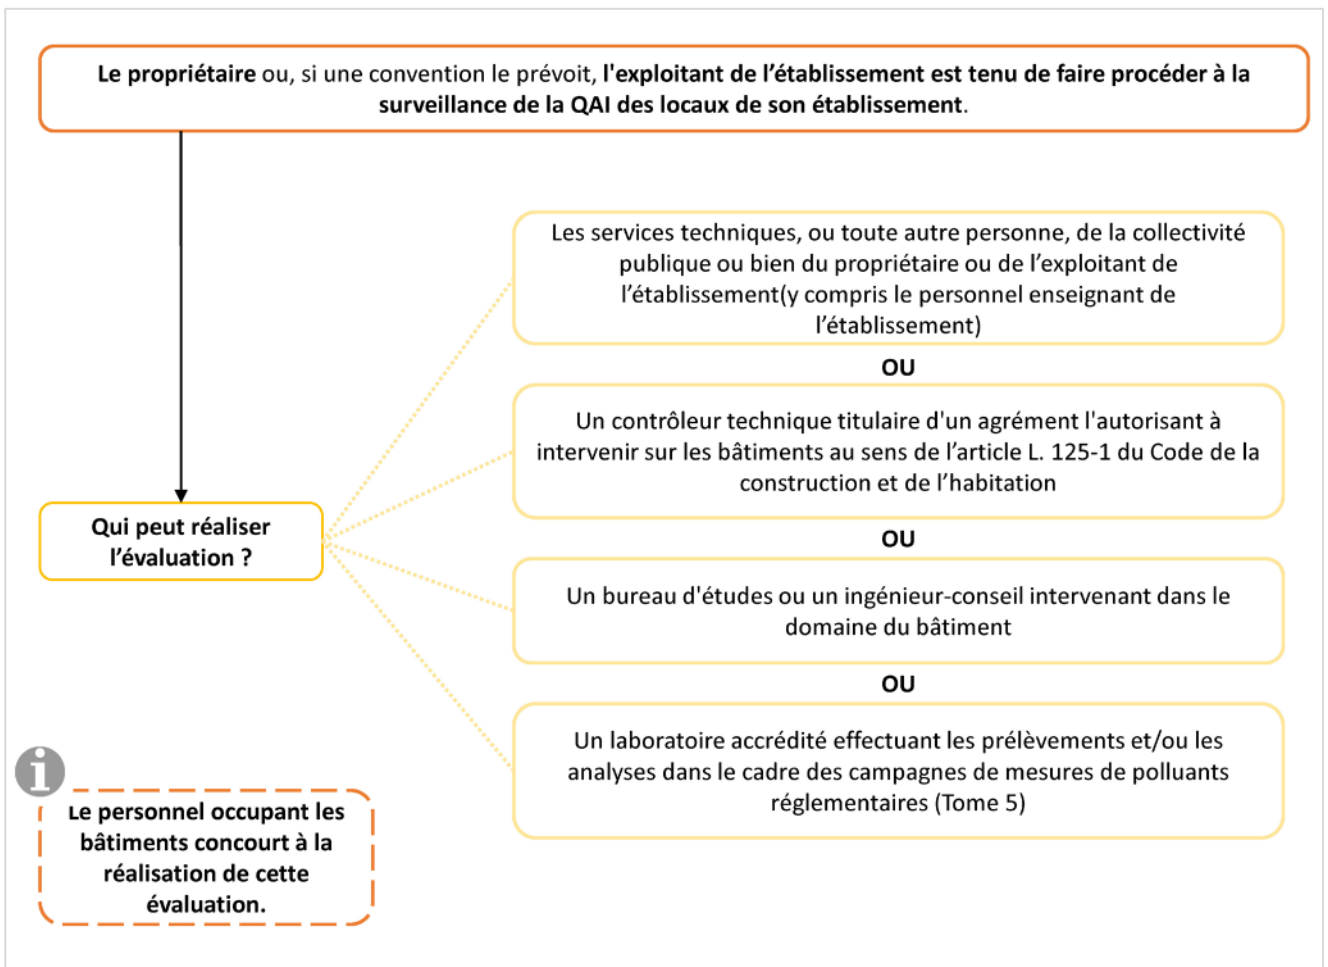 Le propriétaire ou, si une convention le prévoit, l'exploitant de l’établissement est tenu de faire procéder à la
surveillance de la QAI des locaux de son établissement.
Les services techniques, ou toute autre personne, de la collectivité
publique ou bien du propriétaire ou de l’exploitant de
l’établissement(y compris le personnel enseignant de
l’établissement)
OU
Un contrôleur technique titulaire d'un agrément l'autorisant à
intervenir sur les bâtiments au sens de l’article L. 125-1 du Code de la
construction et de l’habitation
Qui peut réaliser
l’évaluation ?
OU
Un bureau d'études ou un ingénieur-conseil intervenant dans le
domaine du bâtiment
OU
Un laboratoire accrédité effectuant les prélèvements et/ou les
analyses dans le cadre des campagnes de mesures de polluants
réglementaires (Tome 5)
i
Le personnel occupant les
bâtiments concourt à la
réalisation de cette
évaluation.